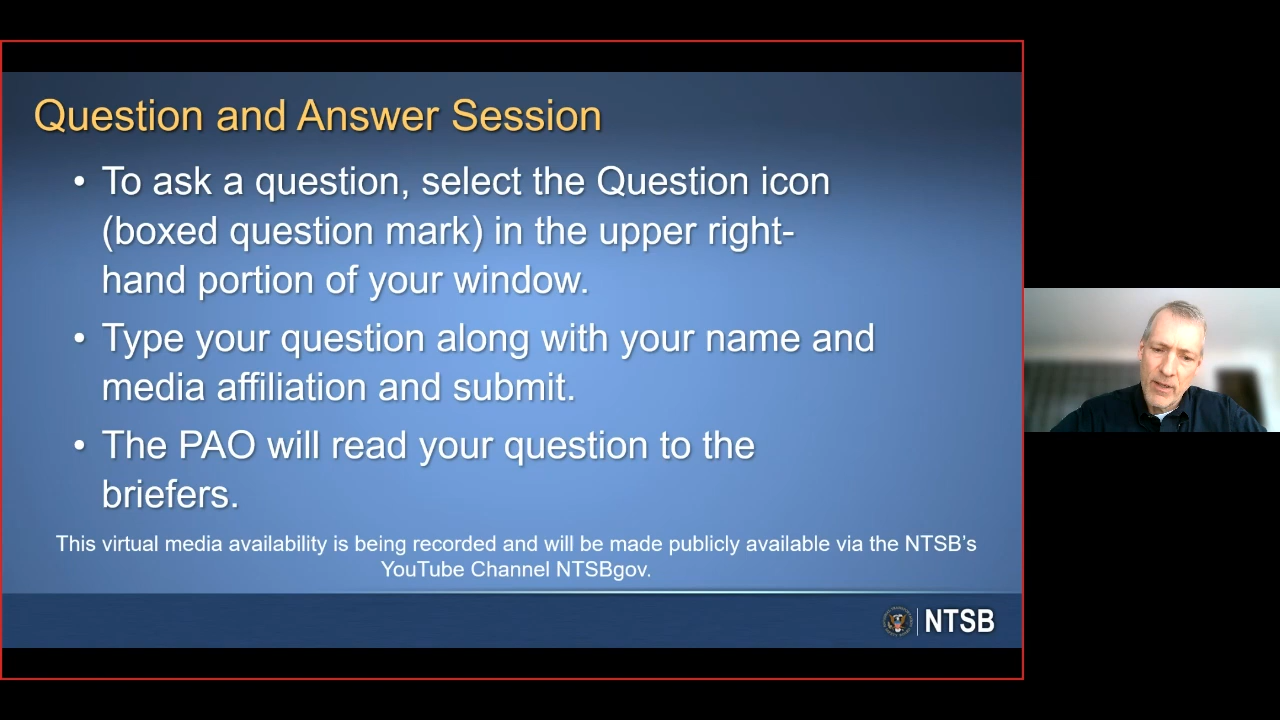 Question and Answer Session
• To ask a question, select the Question icon
(boxed question mark) in the upper right-
hand portion of your window.
• Type your question along with your name and
media affiliation and submit.
• The PAO will read your question to the
briefers.
This virtual media availability is being recorded and will be made publicly available via the NTSB's
YouTube Channel NTSBgov.
NTSB